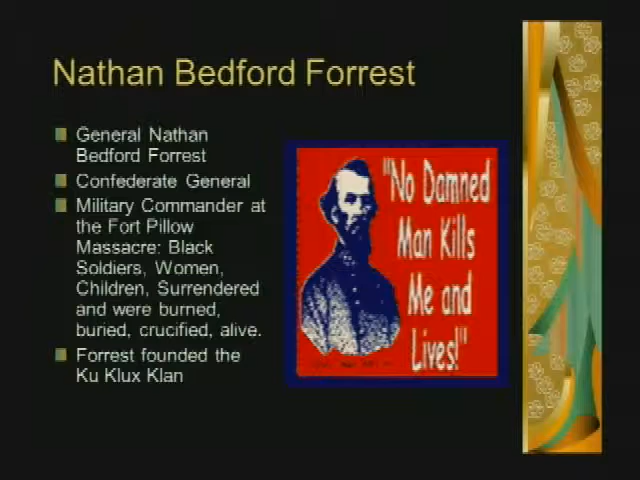 Nathan Bedford Forrest
General Nathan
Bedford Forrest
Confederate General
Military Commander at
the Fort Pillow
Massacre: Black
Soldiers, Women,
Children, Surrendered
and were burned,
buried, crucified, alive.
Forrest founded the
Ku Klux Klan
"No Damned
Man Kills
Me and
Lives!"